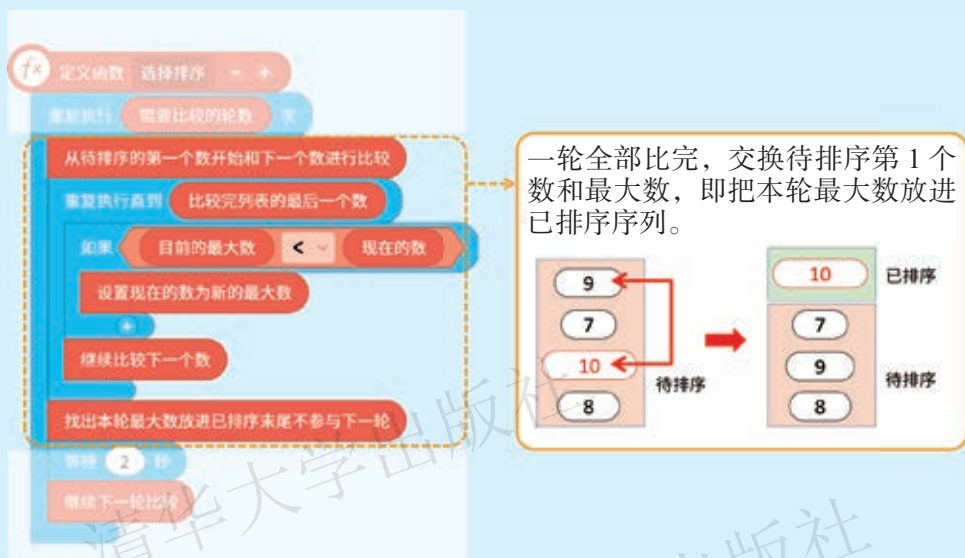 定义函数 选择排序 - +
重复执行 需要比较的轮数 次
从待排序的第一个数开始和下一个数进行比较
重复执行直到 比较完列表的最后一个数
如果 目前的最大数 < 现在的数
设置现在的数为新的最大数
+
继续比较下一个数
找出本轮最大数放进已排序末尾不参与下一轮
等待 2 秒
继续下一轮比较
一轮全部比完，交换待排序第 1 个
数和最大数，即把本轮最大数放进
已排序序列。
9
7
10
8
待排序
10
已排序
7
9
8
待排序
清华大学出版社
版社